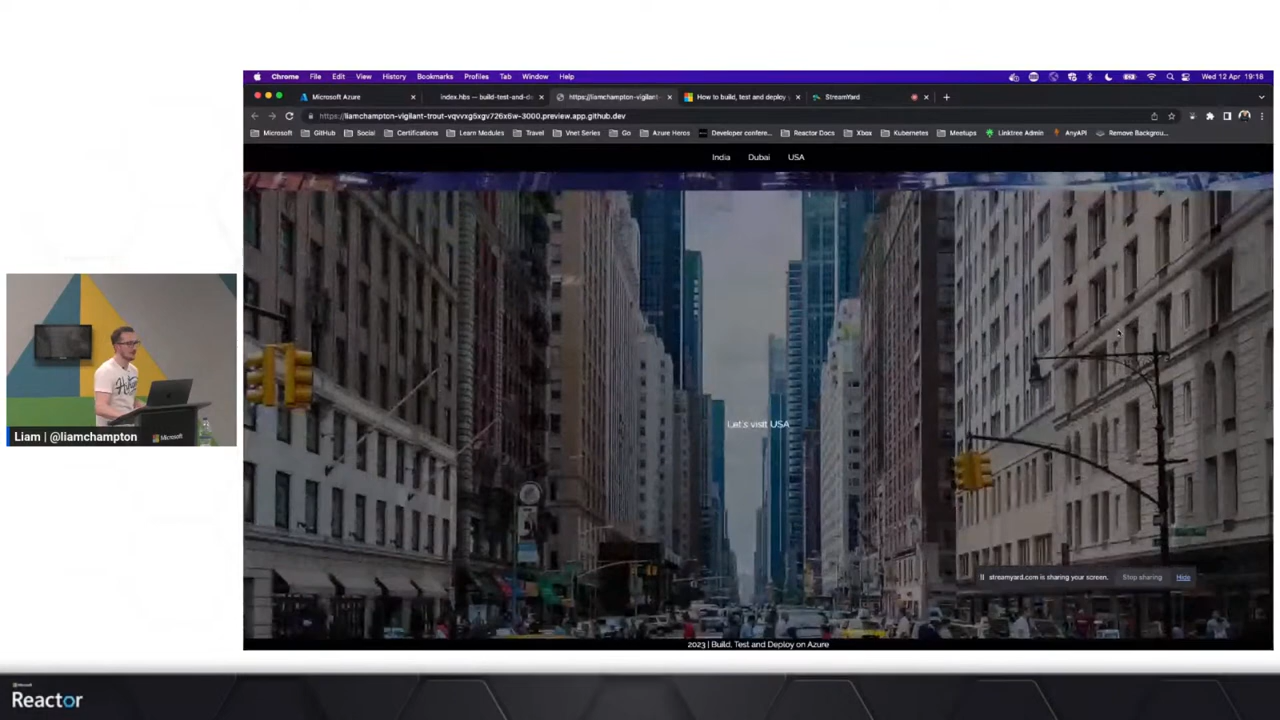 Chrome File Edit View History Bookmarks Profiles Tab Window Help
Wed 12 Apr 19:18
Microsoft Azure
index.hbs — build-test-and-de
https://liamchampton-vigilant-
How to build, test and deploy
StreamYard
https://liamchampton-vigilant-trout-vqvvxg5xgv726x6w-3000.preview.app.github.dev
Microsoft GitHub Social Certifications Learn Modules Travel Vnet Series Go Azure Heros Developer confere... Reactor Docs Xbox Kubernetes Meetups Linktree Admin AnyAPI Remove Backgrou...
India Dubai USA
Let's visit USA
streamyard.com is sharing your screen. Stop sharing Hide
2023 | Build, Test and Deploy on Azure
Liam | @liamchampton
Microsoft
Microsoft
Reactor